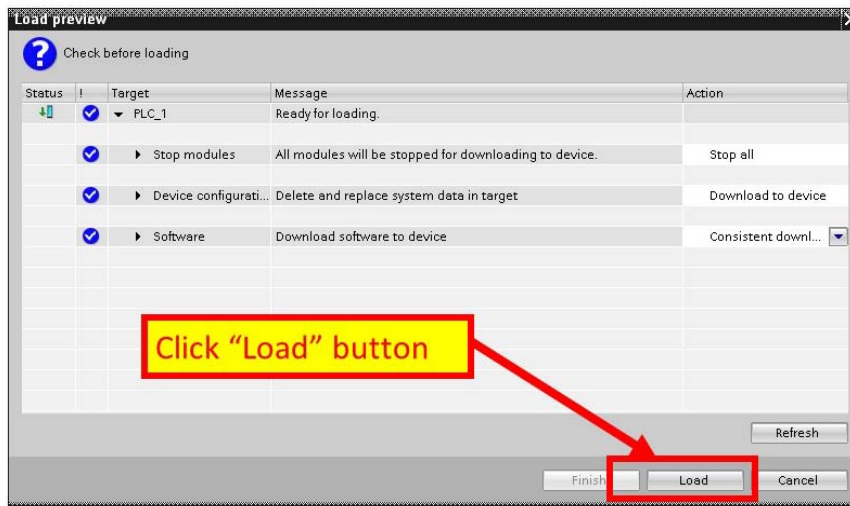 Load preview
Check before loading
Status ! Target Message Action
PLC_1 Ready for loading.
Stop modules All modules will be stopped for downloading to device. Stop all
Device configurati... Delete and replace system data in target Download to device
Software Download software to device Consistent downl...
Click “Load” button
Refresh
Finish Load Cancel